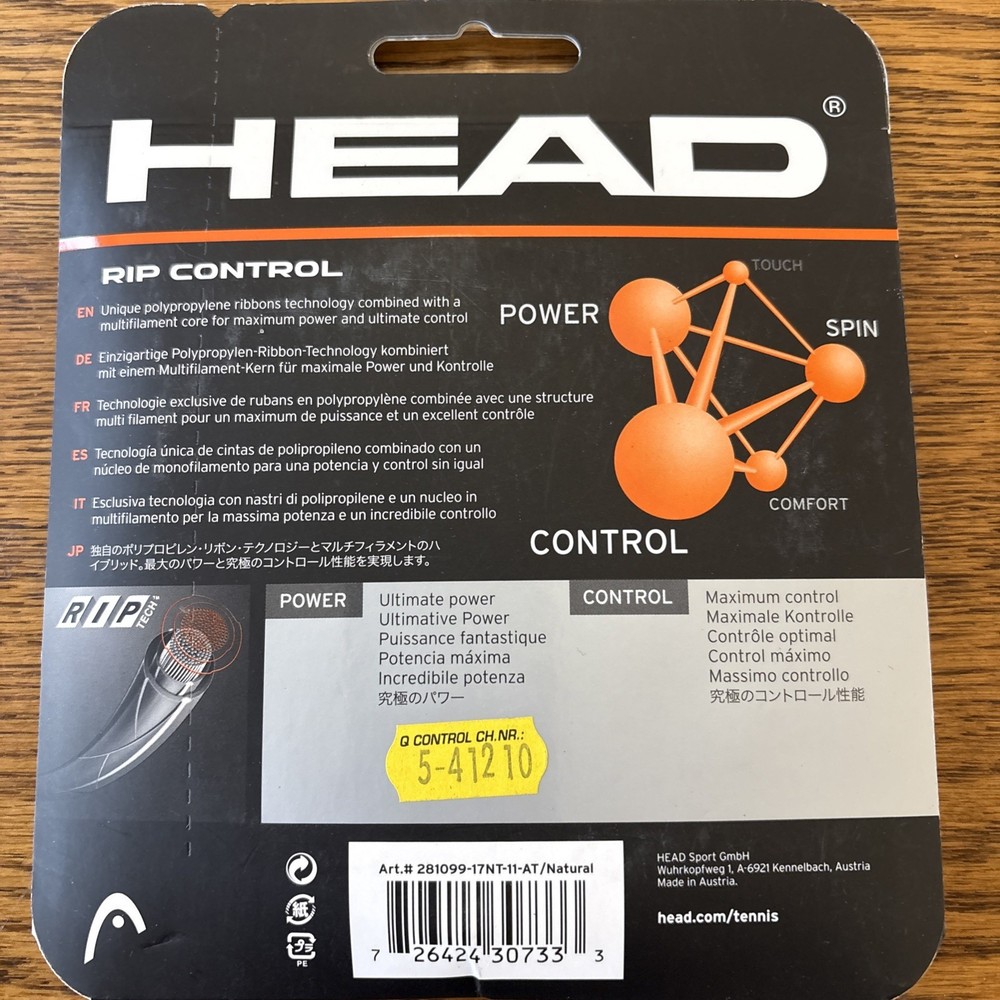 HEAD®
RIP CONTROL
EN Unique polypropylene ribbons technology combined with a
multifilament core for maximum power and ultimate control
DE Einzigartige Polypropylen-Ribbon-Technology kombiniert
mit einem Multifilament-Kern für maximale Power und Kontrolle
FR Technologie exclusive de rubans en polypropylène combinée avec une structure
multi filament pour un maximum de puissance et un excellent contrôle
ES Tecnología única de cintas de polipropileno combinado con un
núcleo de monofilamento para una potencia y control sin igual
IT Esclusiva tecnologia con nastri di polipropilene e un nucleo in
multifilamento per la massima potenza e un incredibile controllo
JP 独自のポリプロピレン・リボン・テクノロジーとマルチフィラメントのハ
イブリッド。最大のパワーと究極のコントロール性能を実現します。
TOUCH
POWER
SPIN
COMFORT
CONTROL
RIP TECH
POWER
Ultimate power
Ultimative Power
Puissance fantastique
Potencia máxima
Incredibile potenza
究極のパワー
CONTROL
Maximum control
Maximale Kontrolle
Contrôle optimal
Control máximo
Massimo controllo
究極のコントロール性能
Q CONTROL CH.NR.:
5-41210
紙
プラ
PE
Art.# 281099-17NT-11-AT/Natural
7 26424 30733 3
HEAD Sport GmbH
Wuhrkopfweg 1, A-6921 Kennelbach, Austria
Made in Austria.
head.com/tennis